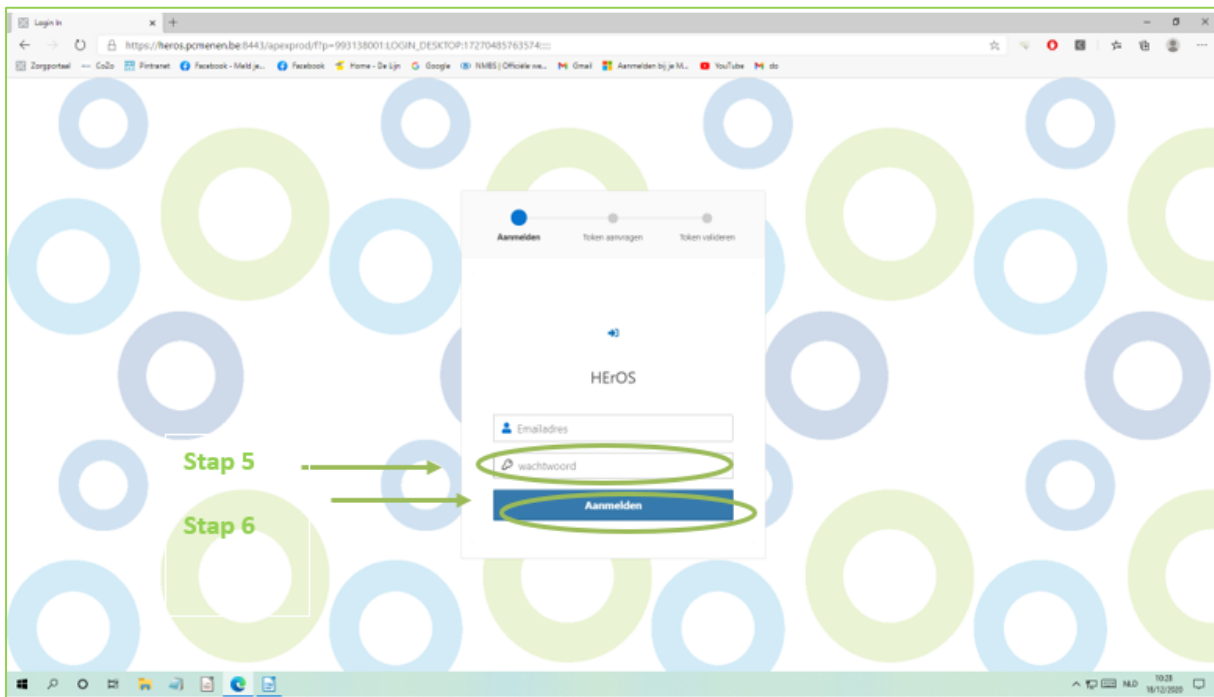 Login In
https://heros.pcmenen.be:8443/apexprod/f?p=993138001:LOGIN_DESKTOP:17270485763574:::::
Zorgportaal CoZo Pintranet Facebook - Meld je... Facebook Home - De Lijn Google NMBS | Officiële we... Gmail Aanmelden bij je M... YouTube do
Aanmelden Token aanvragen Token valideren
HErOS
Emailadres
Stap 5
wachtwoord
Aanmelden
Stap 6
NLD
10:28
18/12/2020